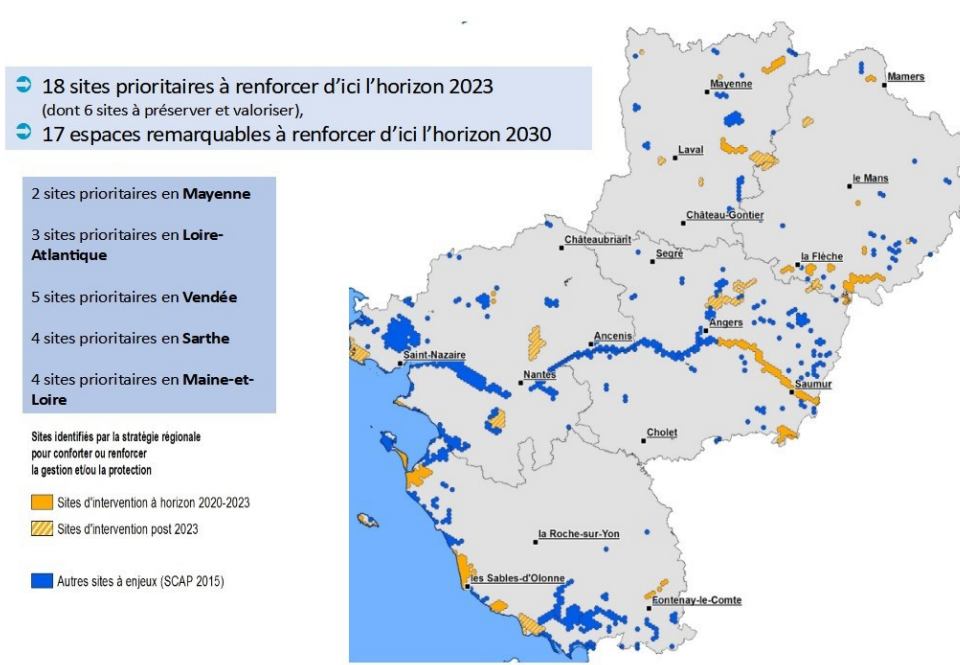 18 sites prioritaires à renforcer d'ici l'horizon 2023
(dont 6 sites à préserver et valoriser),
17 espaces remarquables à renforcer d'ici l'horizon 2030
2 sites prioritaires en Mayenne
3 sites prioritaires en Loire-
Atlantique
5 sites prioritaires en Vendée
4 sites prioritaires en Sarthe
4 sites prioritaires en Maine-et-
Loire
Sites identifiés par la stratégie régionale
pour conforter ou renforcer
la gestion et/ou la protection
Sites d'intervention à horizon 2020-2023
Sites d'intervention post 2023
Autres sites à enjeux (SCAP 2015)
Mamers
Mayenne
Laval
le Mans
Château-Gontier
Châteaubriant
Segré
la Flèche
Angers
Ancenis
Saint-Nazaire
Nantes
Saumur
Cholet
la Roche-sur-Yon
les Sables-d'Olonne
Fontenay-le-Comte